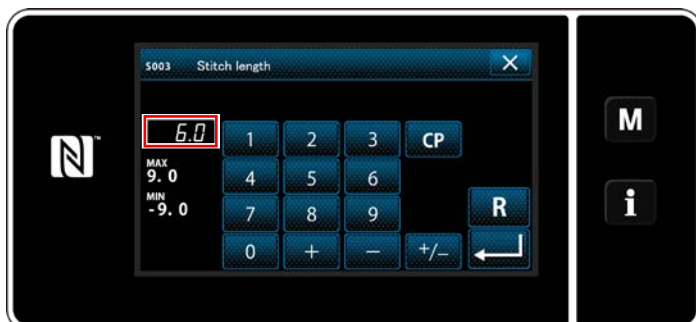 S003 Stitch length X
6.0 1 2 3 CP
MAX
9.0 4 5 6
MIN
-9.0 7 8 9 R
0 + − +/−
M
i
N